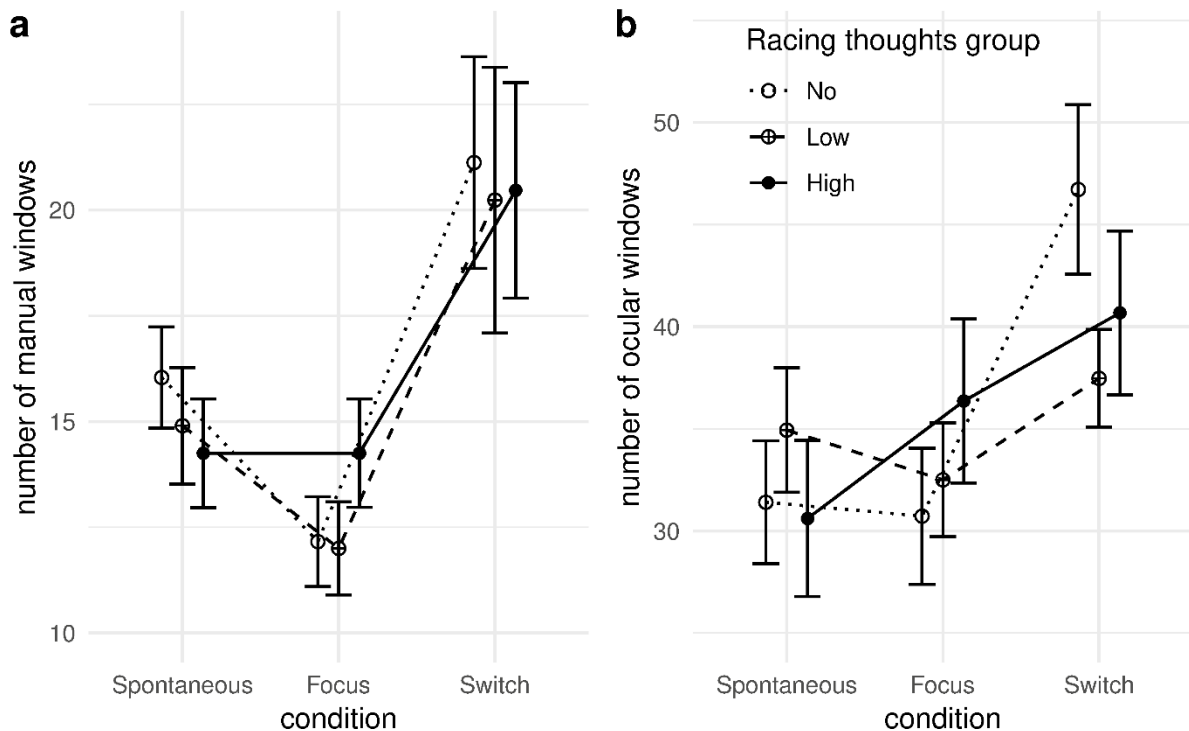 a
number of manual windows
20
15
10
Spontaneous
Focus
Switch
condition
b
Racing thoughts group
No
Low
High
number of ocular windows
50
40
30
Spontaneous
Focus
Switch
condition